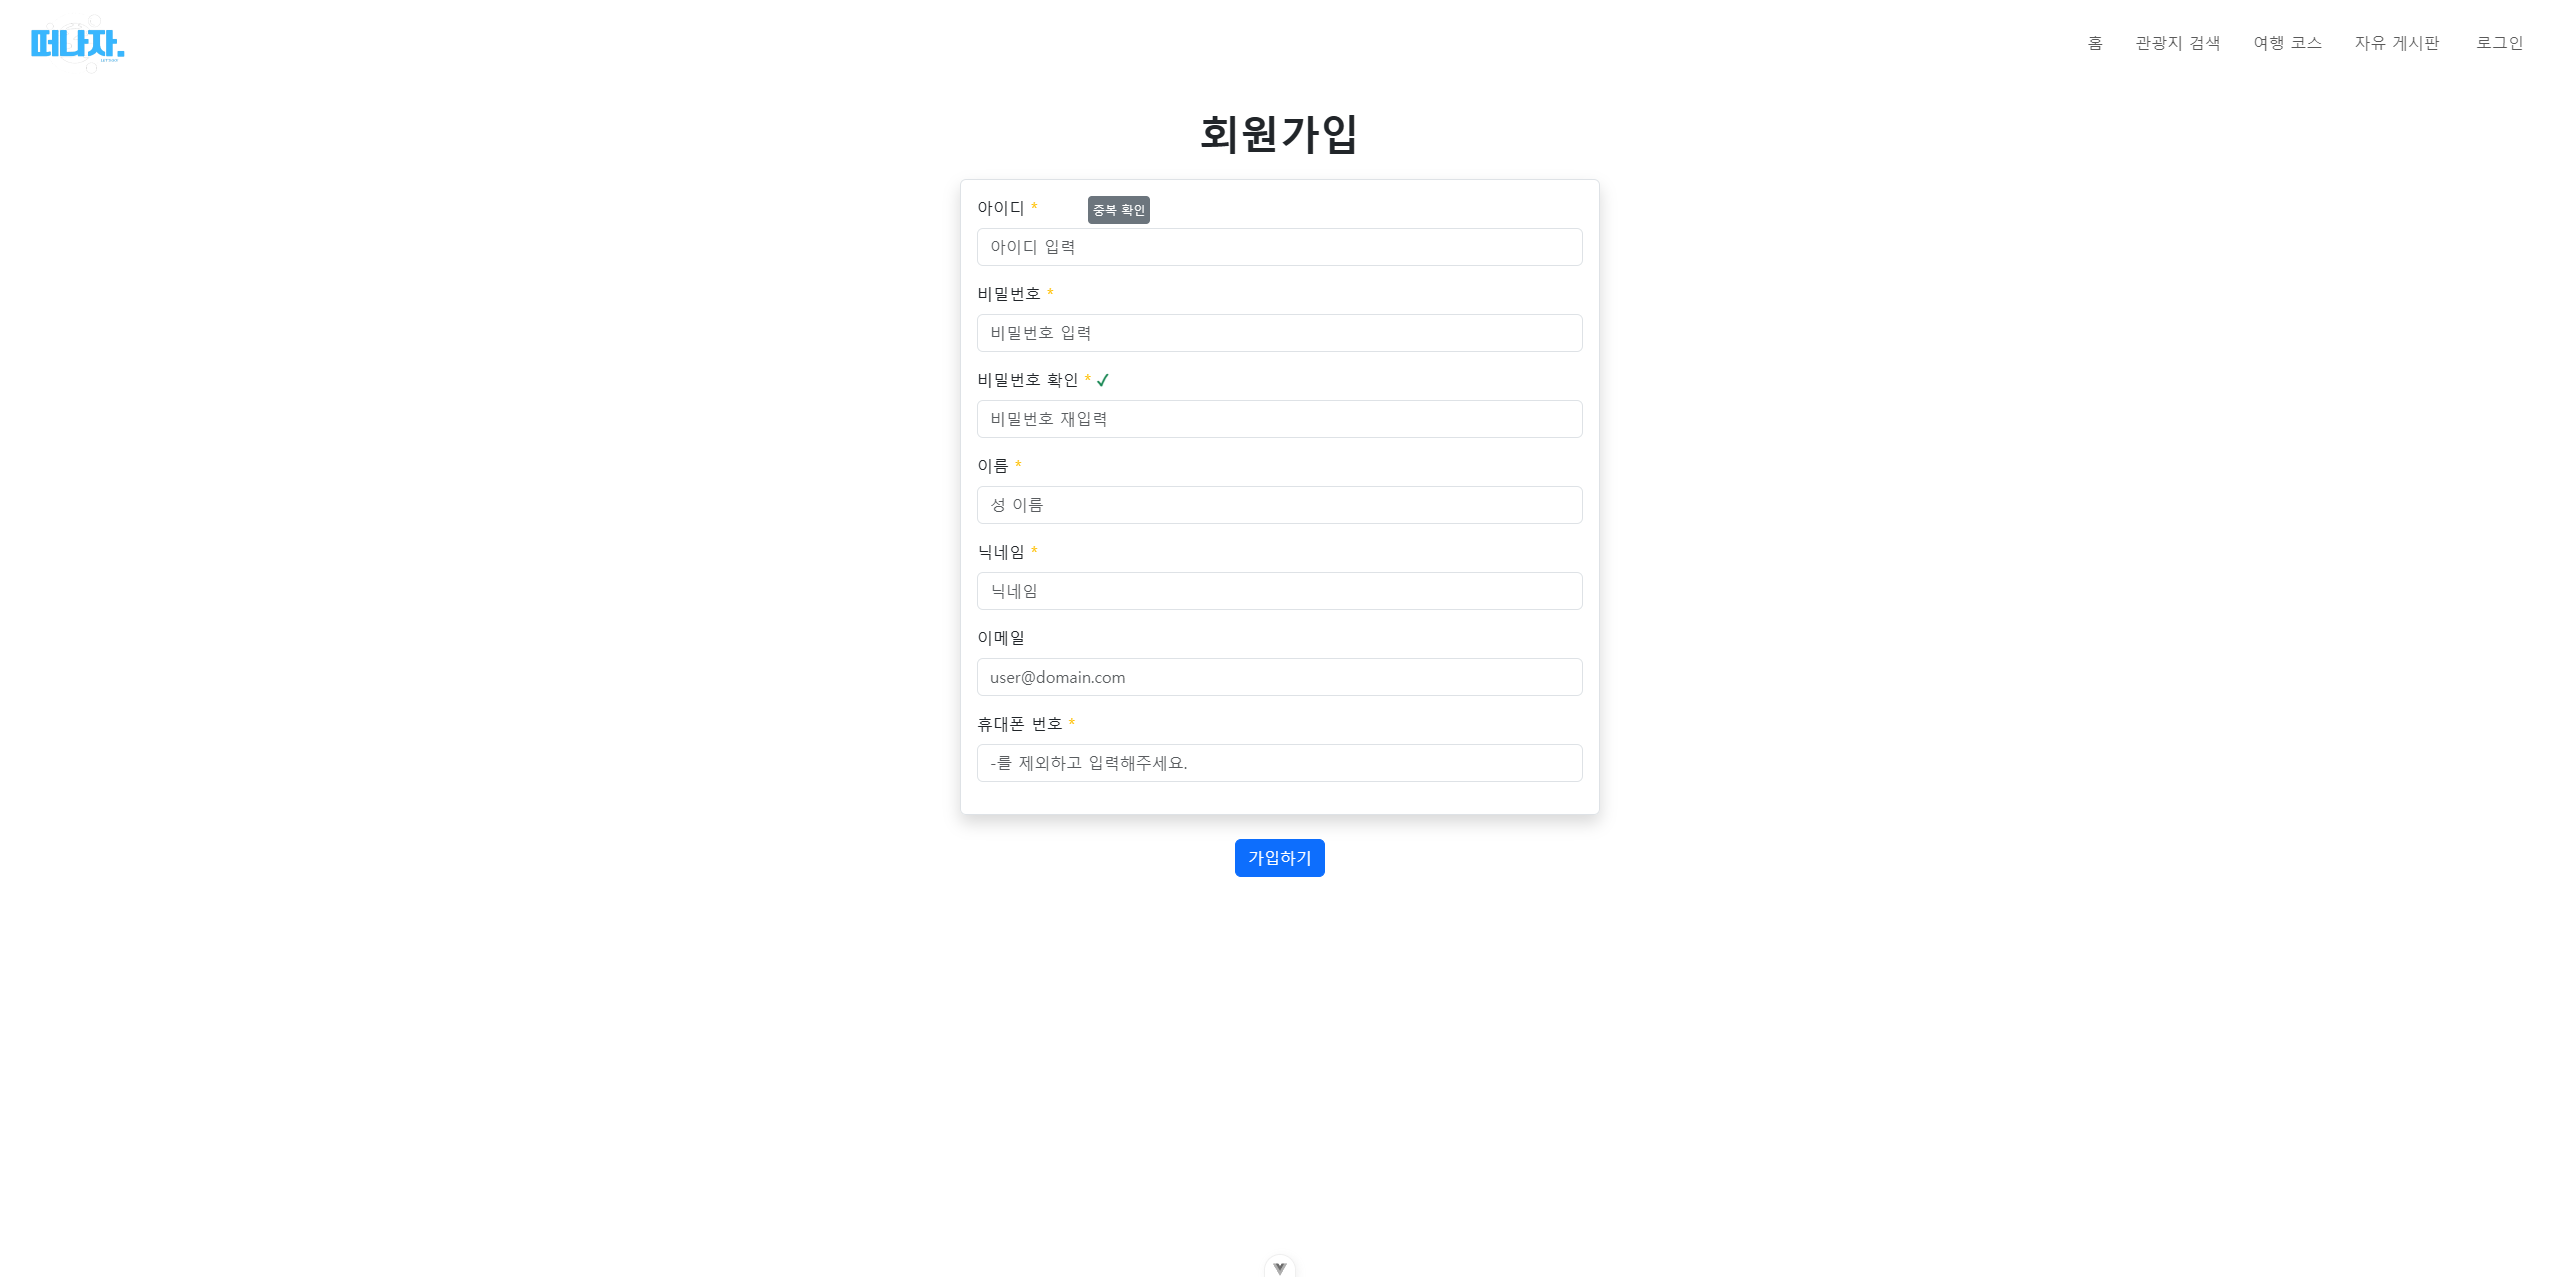 떠나자.
홈 관광지 검색 여행 코스 자유 게시판 로그인
회원가입
아이디 * 중복 확인
아이디 입력
비밀번호 *
비밀번호 입력
비밀번호 확인 * ✓
비밀번호 재입력
이름 *
성 이름
닉네임 *
닉네임
이메일
user@domain.com
휴대폰 번호 *
-를 제외하고 입력해주세요.
가입하기